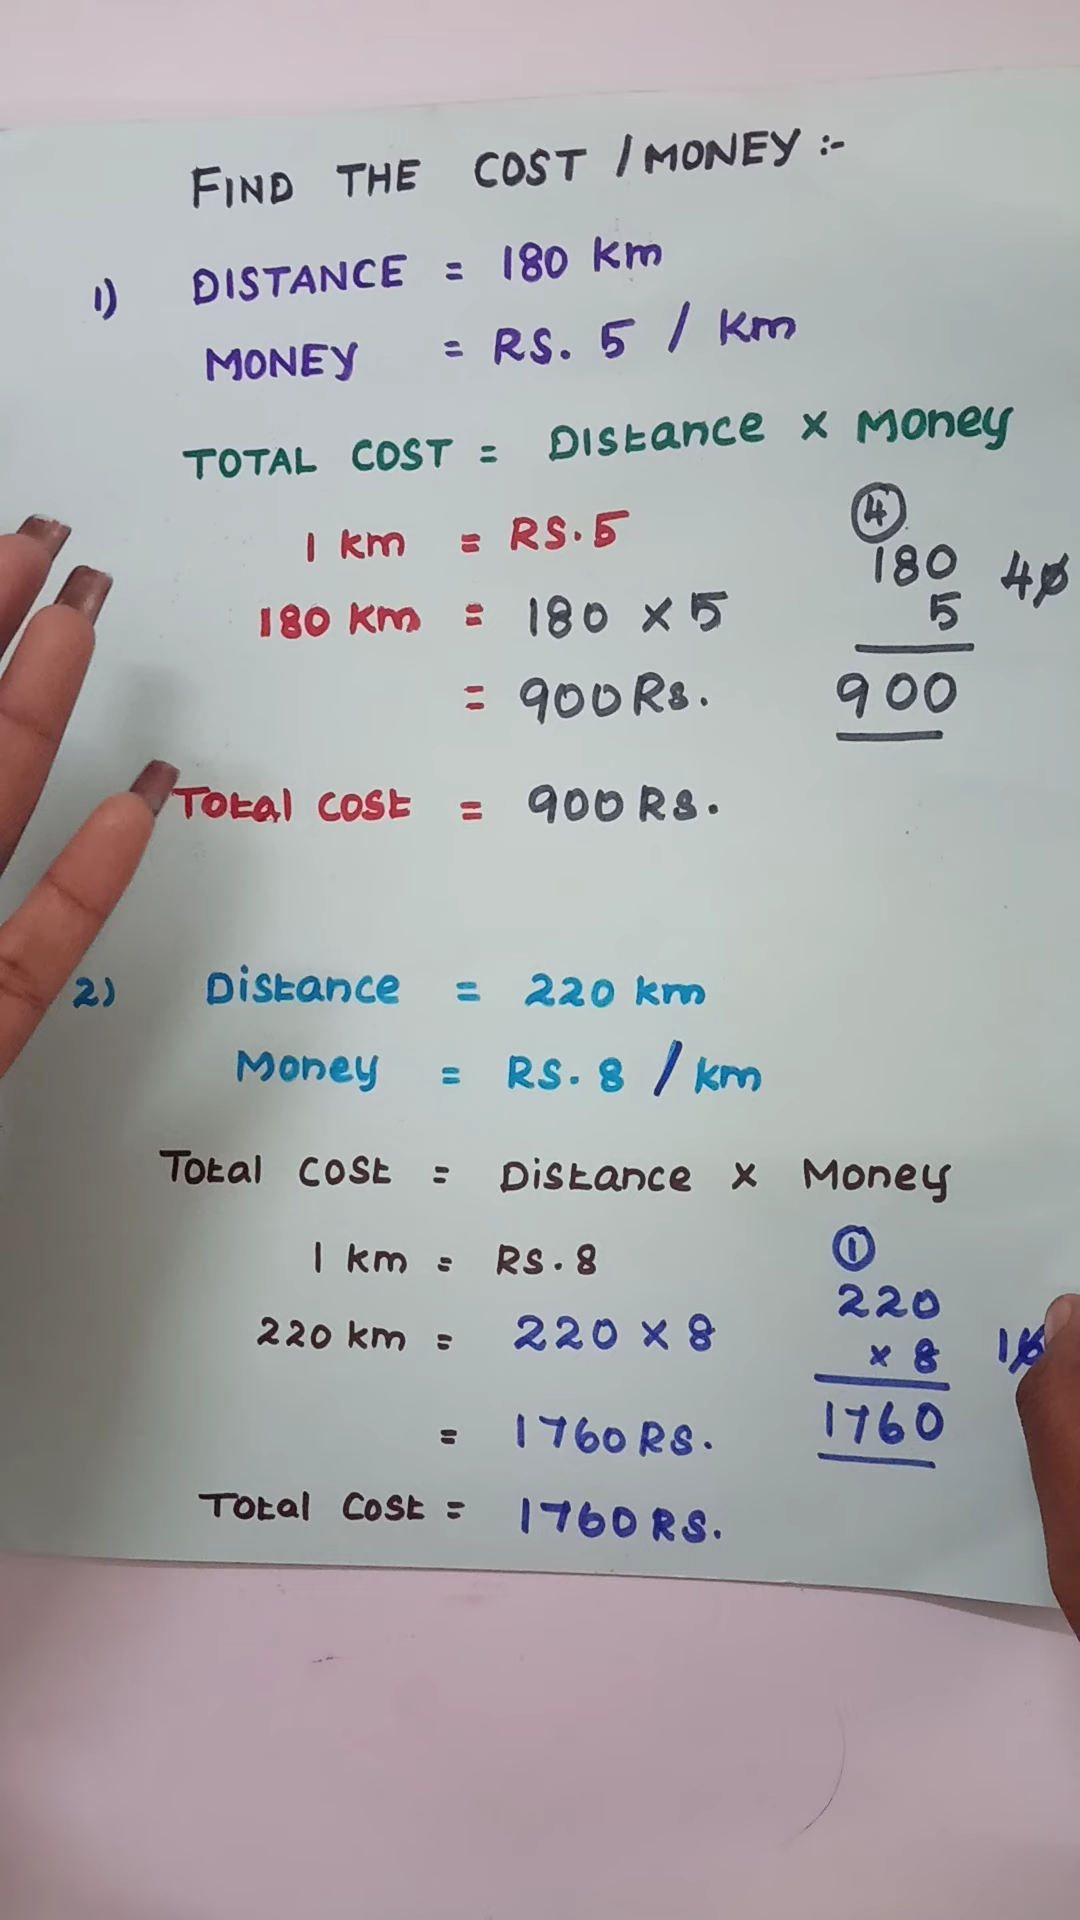 FIND THE COST / MONEY :-
1) DISTANCE = 180 km
MONEY = RS. 5 / km
TOTAL COST = Distance x Money
1 km = RS. 5
4
180 40
5
180 km = 180 x 5
= 900 Rs.
900
Total cost = 900 Rs.
2) Distance = 220 km
Money = RS. 8 / km
Total cost = Distance x Money
1 km = RS. 8
1
220
220 km = 220 x 8
x 8 16
= 1760 RS.
1760
Total Cost = 1760 RS.